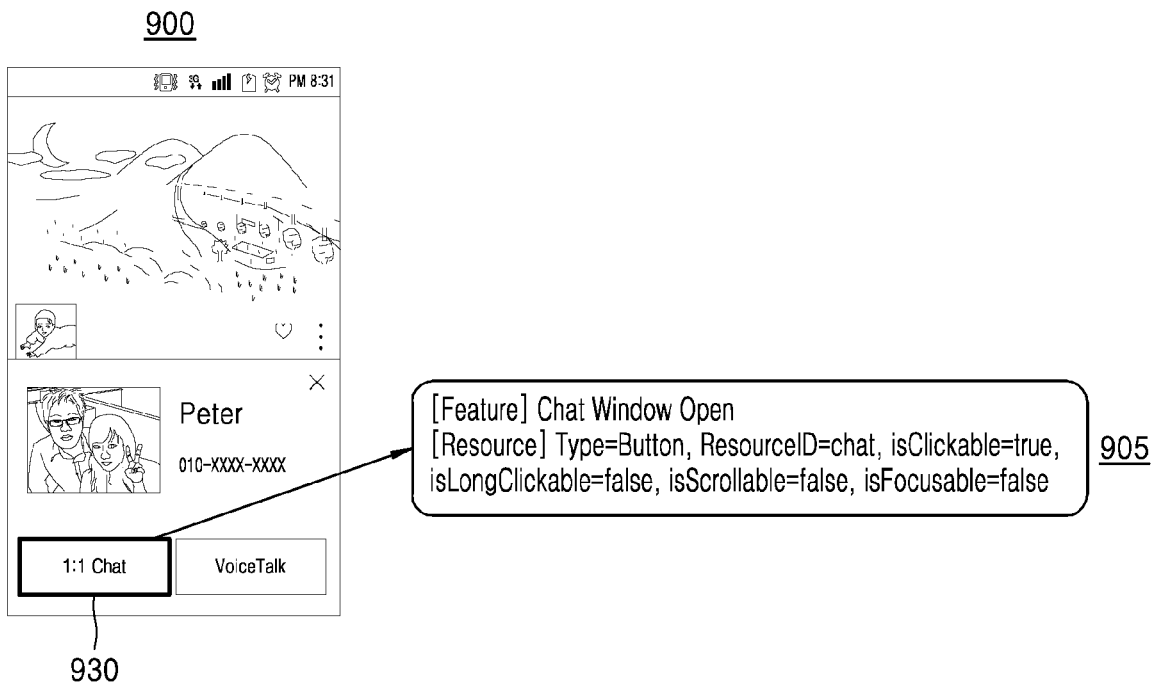 900
3G
PM 8:31
Peter
010-XXXX-XXXX
[Feature] Chat Window Open
[Resource] Type=Button, ResourceID=chat, isClickable=true,
isLongClickable=false, isScrollable=false, isFocusable=false
905
1:1 Chat
VoiceTalk
930